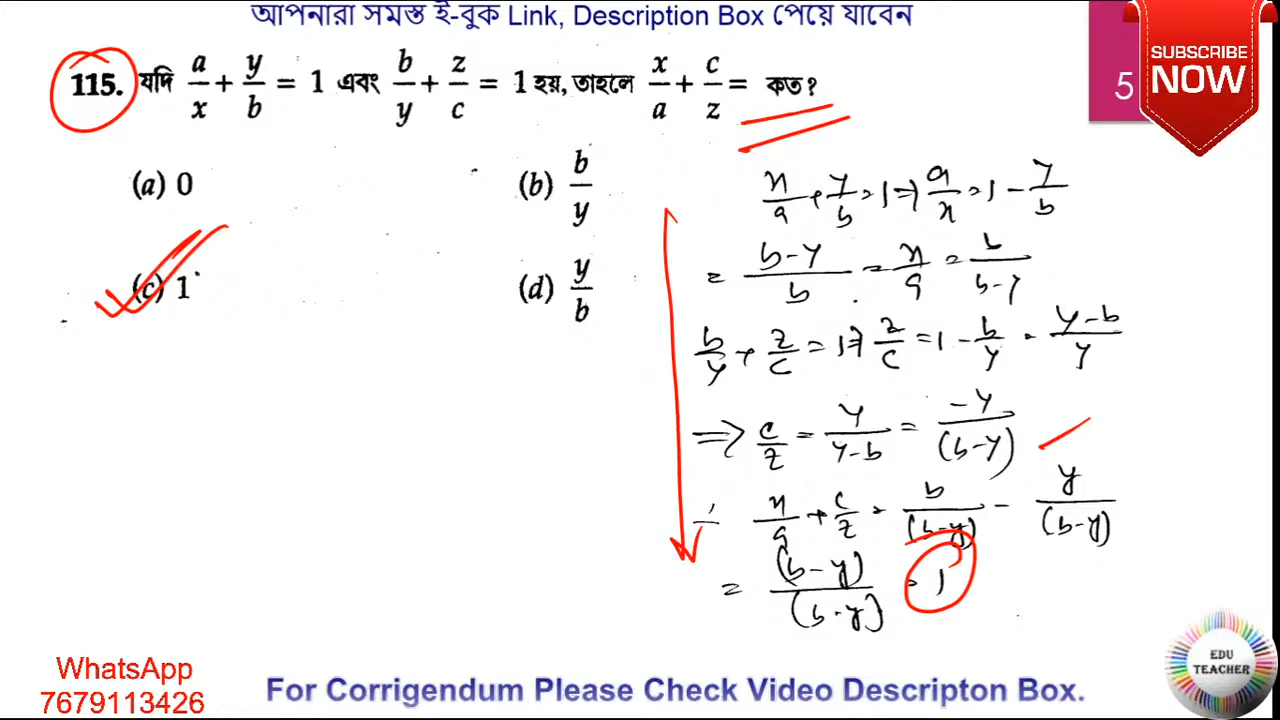 আপনারা সমস্ত ই-বুক Link, Description Box পেয়ে যাবেন
SUBSCRIBE
NOW
5
115. যদি a/x + y/b = 1 এবং b/y + z/c = 1 হয়, তাহলে x/a + c/z = কত?
(a) 0
(b) b/y
(c) 1
(d) y/b
x/a + y/b = 1 ⇒ a/x = 1 - y/b
= (b-y)/b = x/a = b/(b-y)
b/y + z/c = 1 ⇒ z/c = 1 - b/y = (y-b)/y
⇒ c/z = y/(y-b) = -y/(b-y)
∴ x/a + c/z = b/(b-y) - y/(b-y)
= (b-y)/(b-y) = 1
EDU
TEACHER
WhatsApp
7679113426
For Corrigendum Please Check Video Descripton Box.